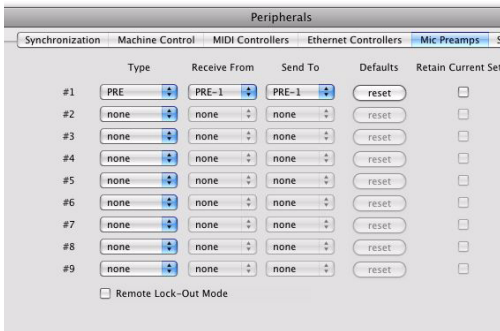 Peripherals
Synchronization Machine Control MIDI Controllers Ethernet Controllers Mic Preamps
Type Receive From Send To Defaults Retain Current
#1 PRE PRE-1 PRE-1 reset
#2 none none none reset
#3 none none none reset
#4 none none none reset
#5 none none none reset
#6 none none none reset
#7 none none none reset
#8 none none none reset
#9 none none none reset
Remote Lock-Out Mode